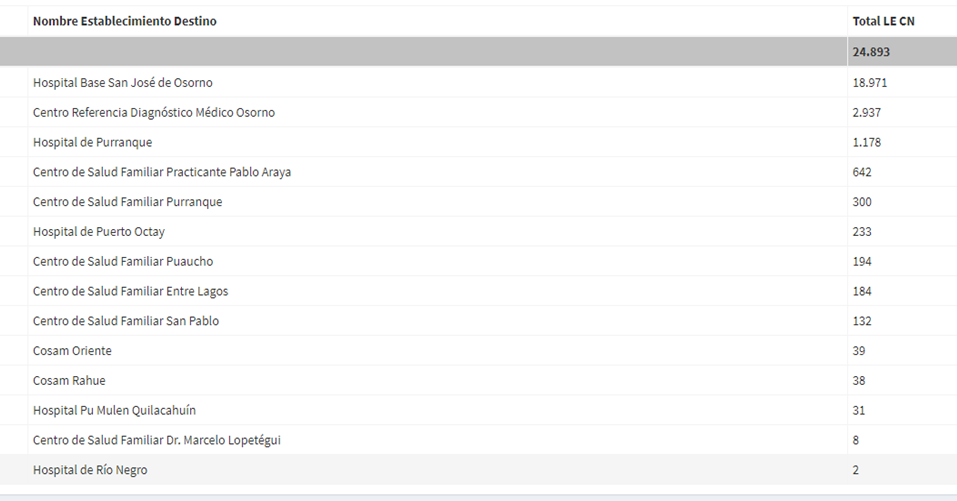 Nombre Establecimiento Destino Total LE CN
24.893
Hospital Base San José de Osorno 18.971
Centro Referencia Diagnóstico Médico Osorno 2.937
Hospital de Purranque 1.178
Centro de Salud Familiar Practicante Pablo Araya 642
Centro de Salud Familiar Purranque 300
Hospital de Puerto Octay 233
Centro de Salud Familiar Puaucho 194
Centro de Salud Familiar Entre Lagos 184
Centro de Salud Familiar San Pablo 132
Cosam Oriente 39
Cosam Rahue 38
Hospital Pu Mulen Quilacahuín 31
Centro de Salud Familiar Dr. Marcelo Lopetégui 8
Hospital de Río Negro 2